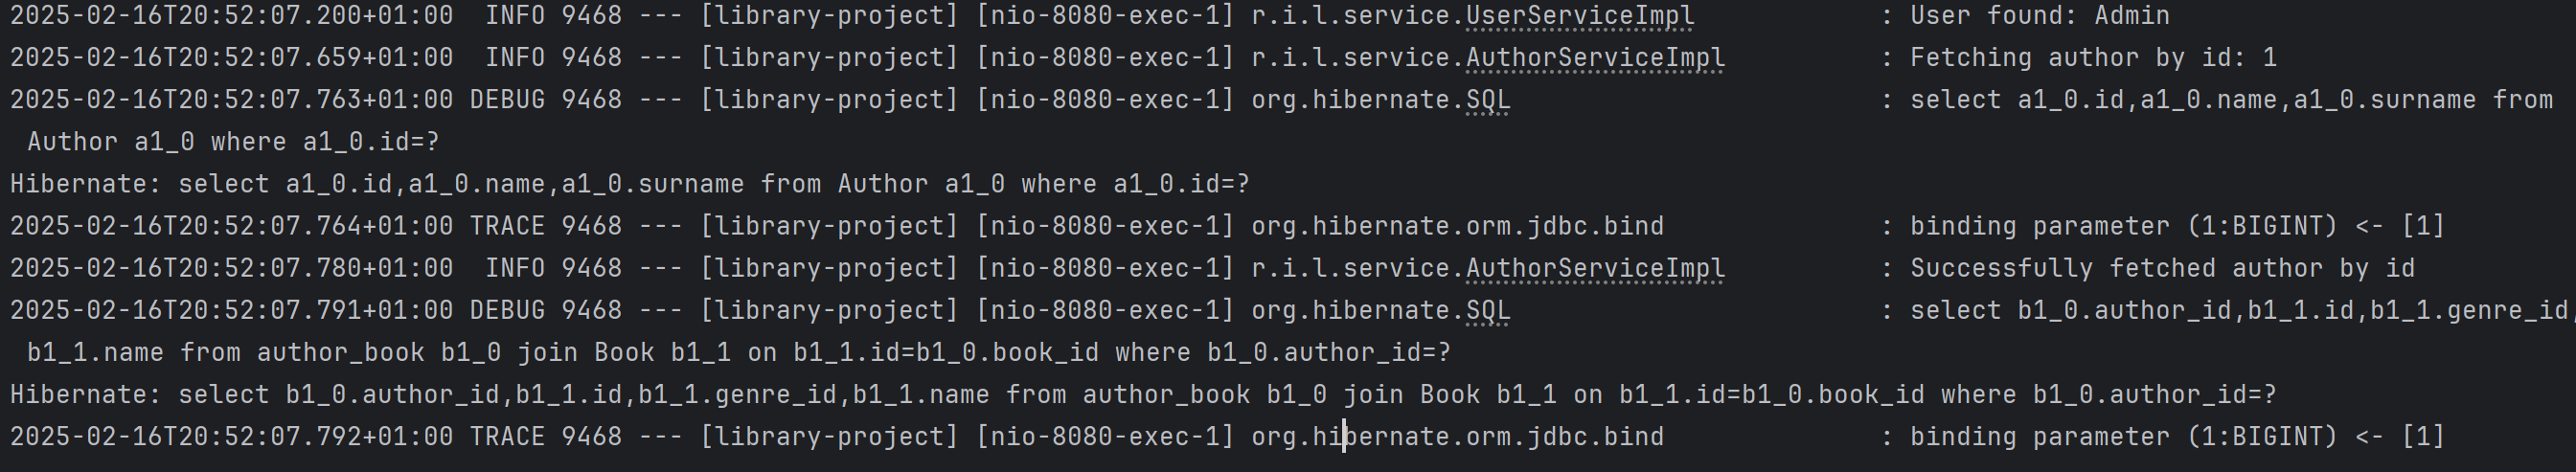 2025-02-16T20:52:07.200+01:00  INFO 9468 --- [library-project] [nio-8080-exec-1] r.i.l.service.UserServiceImpl            : User found: Admin
2025-02-16T20:52:07.659+01:00  INFO 9468 --- [library-project] [nio-8080-exec-1] r.i.l.service.AuthorServiceImpl          : Fetching author by id: 1
2025-02-16T20:52:07.763+01:00 DEBUG 9468 --- [library-project] [nio-8080-exec-1] org.hibernate.SQL                        : select a1_0.id,a1_0.name,a1_0.surname from
Author a1_0 where a1_0.id=?
Hibernate: select a1_0.id,a1_0.name,a1_0.surname from Author a1_0 where a1_0.id=?
2025-02-16T20:52:07.764+01:00 TRACE 9468 --- [library-project] [nio-8080-exec-1] org.hibernate.orm.jdbc.bind              : binding parameter (1:BIGINT) <- [1]
2025-02-16T20:52:07.780+01:00  INFO 9468 --- [library-project] [nio-8080-exec-1] r.i.l.service.AuthorServiceImpl          : Successfully fetched author by id
2025-02-16T20:52:07.791+01:00 DEBUG 9468 --- [library-project] [nio-8080-exec-1] org.hibernate.SQL                        : select b1_0.author_id,b1_1.id,b1_1.genre_id,
b1_1.name from author_book b1_0 join Book b1_1 on b1_1.id=b1_0.book_id where b1_0.author_id=?
Hibernate: select b1_0.author_id,b1_1.id,b1_1.genre_id,b1_1.name from author_book b1_0 join Book b1_1 on b1_1.id=b1_0.book_id where b1_0.author_id=?
2025-02-16T20:52:07.792+01:00 TRACE 9468 --- [library-project] [nio-8080-exec-1] org.hibernate.orm.jdbc.bind              : binding parameter (1:BIGINT) <- [1]